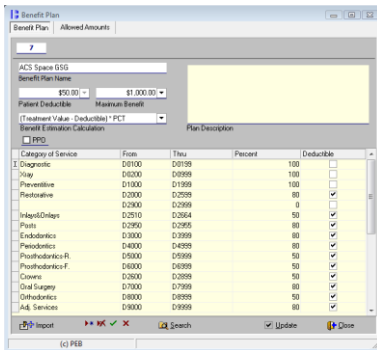 Benefit Plan
Benefit Plan Allowed Amounts
7
ACS Space GSG
Benefit Plan Name
$50.00 $1,000.00
Patient Deductible Maximum Benefit
(Treatment Value - Deductible) * PCT
Benefit Estimation Calculation Plan Description
PPO
Category of Service From Thru Percent Deductible
Diagnostic D0100 D0199 100
Xray D0200 D0999 100
Preventitive D1000 D1999 100
Restorative D2000 D2599 80
D2900 D2999 0
Inlays&Onlays D2510 D2664 50
Posts D2950 D2955 80
Endodontics D3000 D3999 80
Periodontics D4000 D4999 80
Prosthodontics-R. D5000 D5999 50
Prosthodontics-F. D6000 D6999 50
Crowns D2600 D2899 50
Oral Surgery D7000 D7999 80
Orthodontics D8000 D8999 50
Adj. Services D9000 D9999 80
Import Search Update Close
(c) PEB